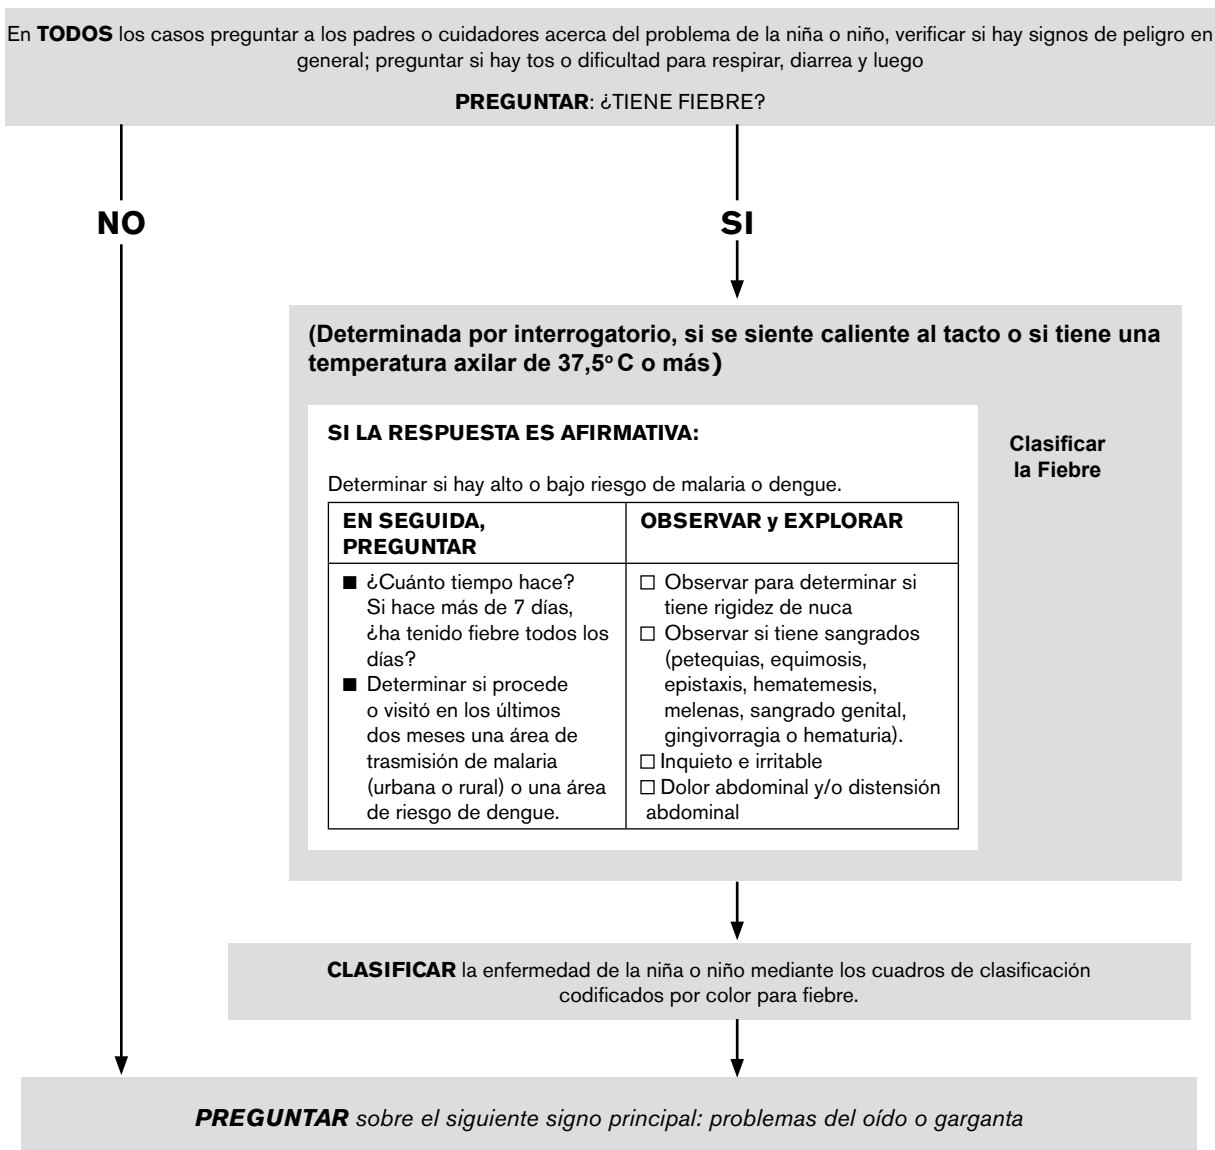 En TODOS los casos preguntar a los padres o cuidadores acerca del problema de la niña o niño, verificar si hay signos de peligro en
general; preguntar si hay tos o dificultad para respirar, diarrea y luego
PREGUNTAR: ¿TIENE FIEBRE?
NO
SI
(Determinada por interrogatorio, si se siente caliente al tacto o si tiene una
temperatura axilar de 37,5º C o más)
SI LA RESPUESTA ES AFIRMATIVA:
Determinar si hay alto o bajo riesgo de malaria o dengue.
EN SEGUIDA,
PREGUNTAR
■ ¿Cuánto tiempo hace?
Si hace más de 7 días,
¿ha tenido fiebre todos los
días?
■ Determinar si procede
o visitó en los últimos
dos meses una área de
trasmisión de malaria
(urbana o rural) o una área
de riesgo de dengue.
OBSERVAR y EXPLORAR
□ Observar para determinar si
tiene rigidez de nuca
□ Observar si tiene sangrados
(petequias, equimosis,
epistaxis, hematemesis,
melenas, sangrado genital,
gingivorragia o hematuria).
□ Inquieto e irritable
□ Dolor abdominal y/o distensión
abdominal
Clasificar
la Fiebre
CLASIFICAR la enfermedad de la niña o niño mediante los cuadros de clasificación
codificados por color para fiebre.
PREGUNTAR sobre el siguiente signo principal: problemas del oído o garganta